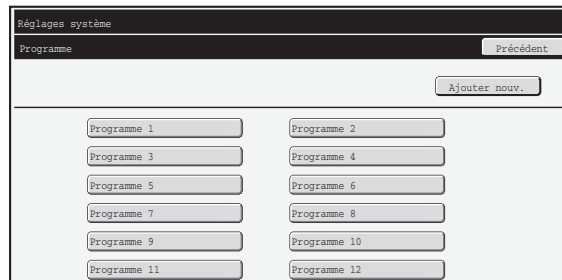 Réglages système
Programme
Précédent
Ajouter nouv.
Programme 1
Programme 2
Programme 3
Programme 4
Programme 5
Programme 6
Programme 7
Programme 8
Programme 9
Programme 10
Programme 11
Programme 12